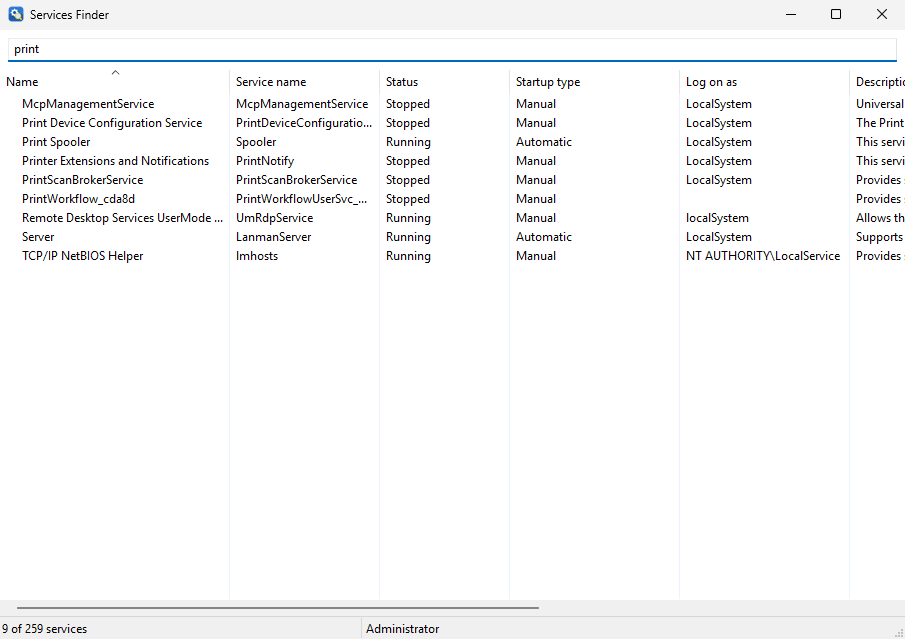 Services Finder
print
Name Service name Status Startup type Log on as Descriptic
McpManagementService McpManagementService Stopped Manual LocalSystem Universal
Print Device Configuration Service PrintDeviceConfiguratio... Stopped Manual LocalSystem The Print
Print Spooler Spooler Running Automatic LocalSystem This servi
Printer Extensions and Notifications PrintNotify Stopped Manual LocalSystem This servi
PrintScanBrokerService PrintScanBrokerService Stopped Manual LocalSystem Provides
PrintWorkflow_cda8d PrintWorkflowUserSvc_... Stopped Manual Provides
Remote Desktop Services UserMode ... UmRdpService Running Manual localSystem Allows th
Server LanmanServer Running Automatic LocalSystem Supports
TCP/IP NetBIOS Helper lmhosts Running Manual NT AUTHORITY\LocalService Provides
9 of 259 services Administrator